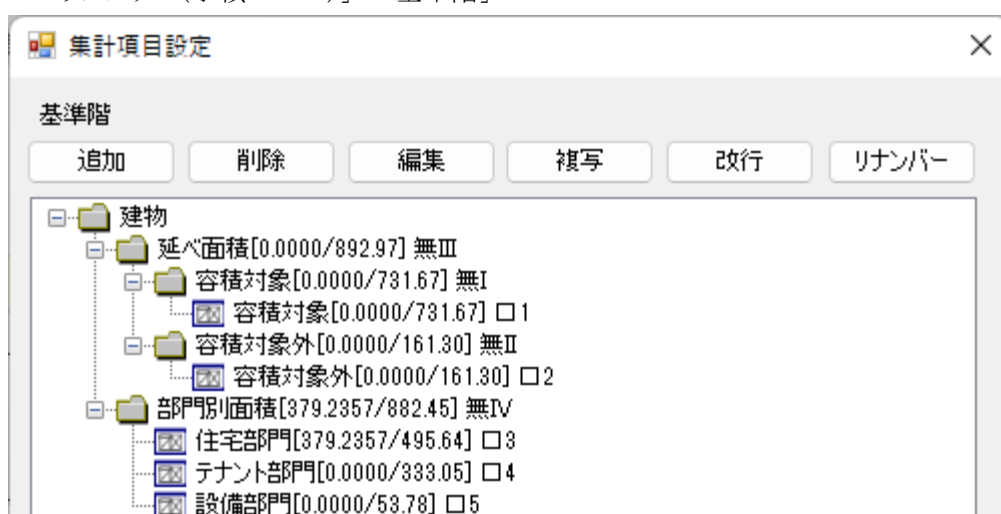 集計項目設定
基準階
追加 削除 編集 複写 改行 リナンバー
建物
延べ面積[0.0000/892.97] 無Ⅲ
容積対象[0.0000/731.67] 無Ⅰ
容積対象[0.0000/731.67] 口1
容積対象外[0.0000/161.30] 無Ⅱ
容積対象外[0.0000/161.30] 口2
部門別面積[379.2357/882.45] 無Ⅳ
住宅部門[379.2357/495.64] 口3
テナント部門[0.0000/333.05] 口4
設備部門[0.0000/53.78] 口5